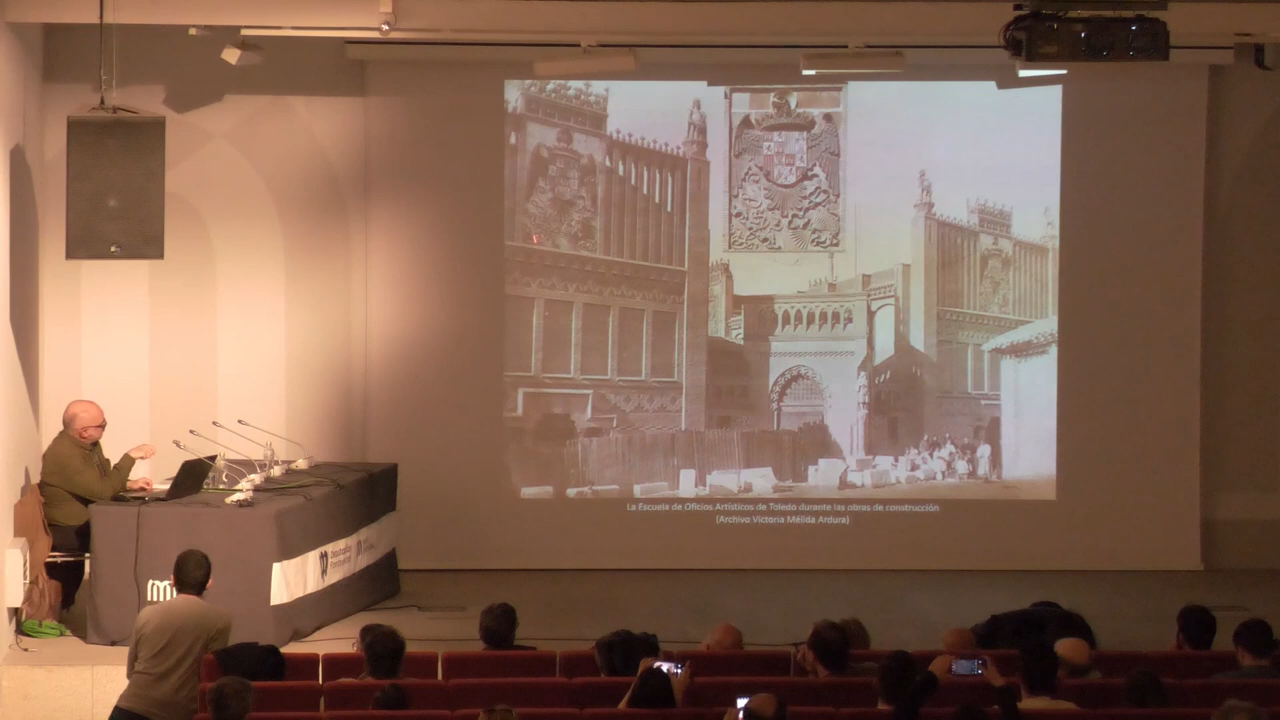 La Escuela de Oficios Artísticos de Toledo durante las obras de construcción
(Archivo Victoria Mélida Ardura)